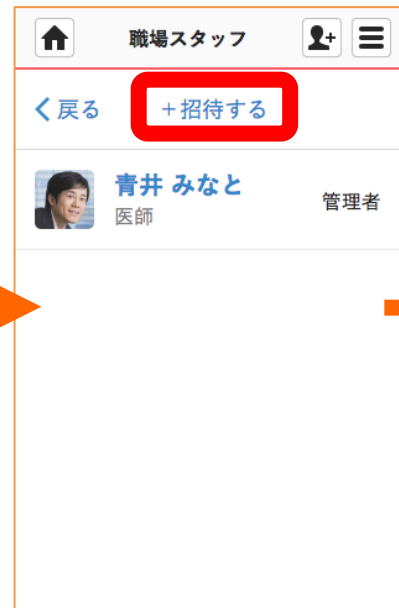 職場スタッフ
戻る
+招待する
青井 みなと
医師
管理者